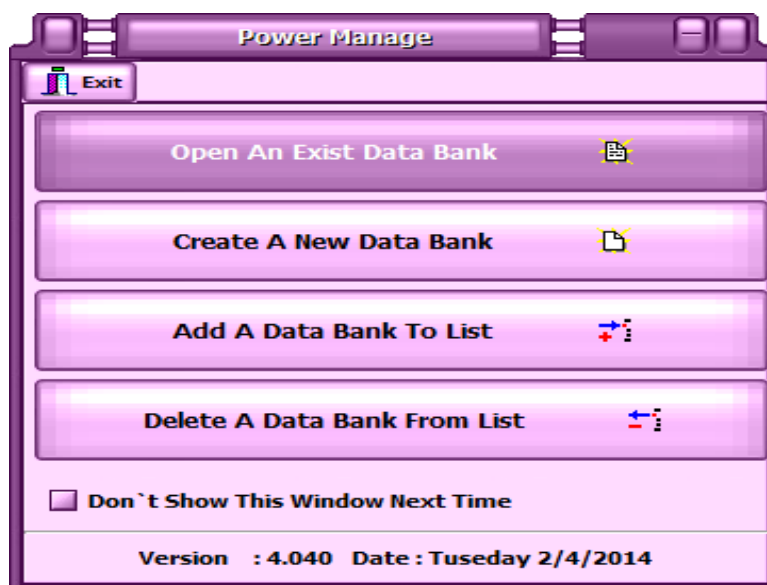 Power Manage
Exit
Open An Exist Data Bank
Create A New Data Bank
Add A Data Bank To List
Delete A Data Bank From List
Don`t Show This Window Next Time
Version : 4.040 Date : Tuseday 2/4/2014